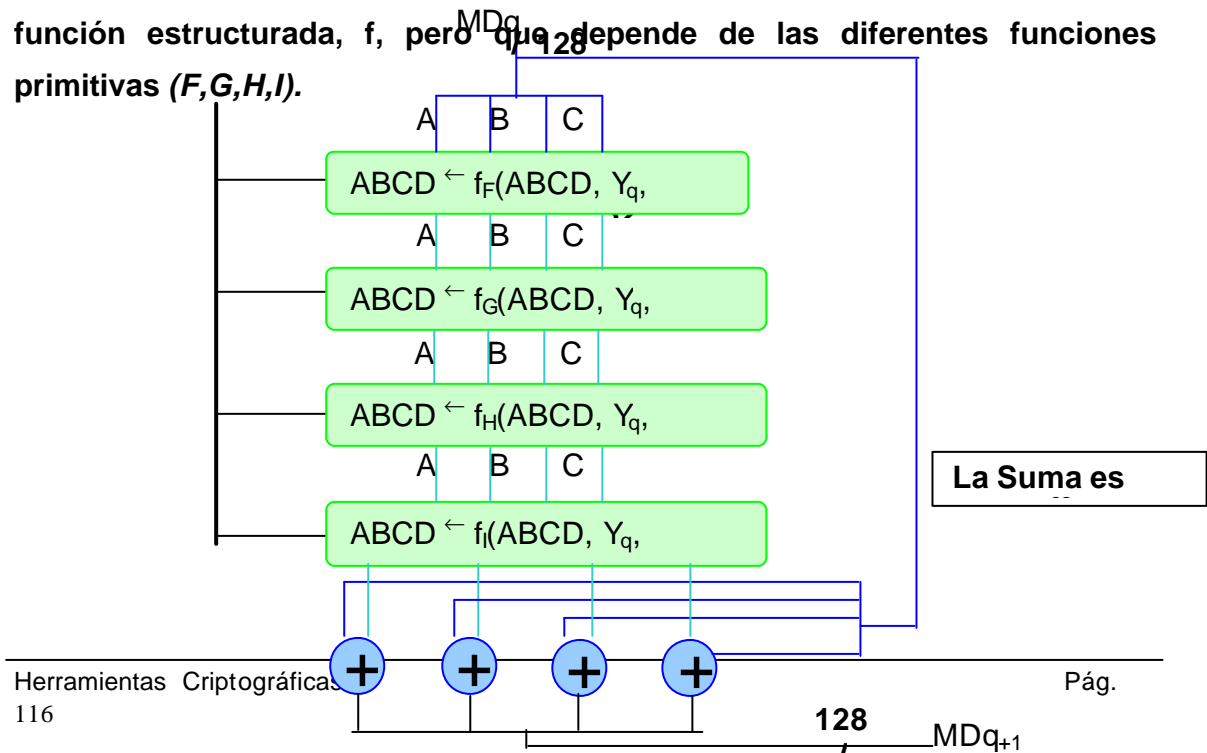 MDq
función estructurada, f, pero que depende de las diferentes funciones
128
primitivas (F,G,H,I).
A B C
ABCD ← fF(ABCD, Yq,
A B C
ABCD ← fG(ABCD, Yq,
A B C
ABCD ← fH(ABCD, Yq,
A B C
La Suma es
ABCD ← fI(ABCD, Yq,
+ + + +
Herramientas Criptográficas Pág.
116
128
MDq+1